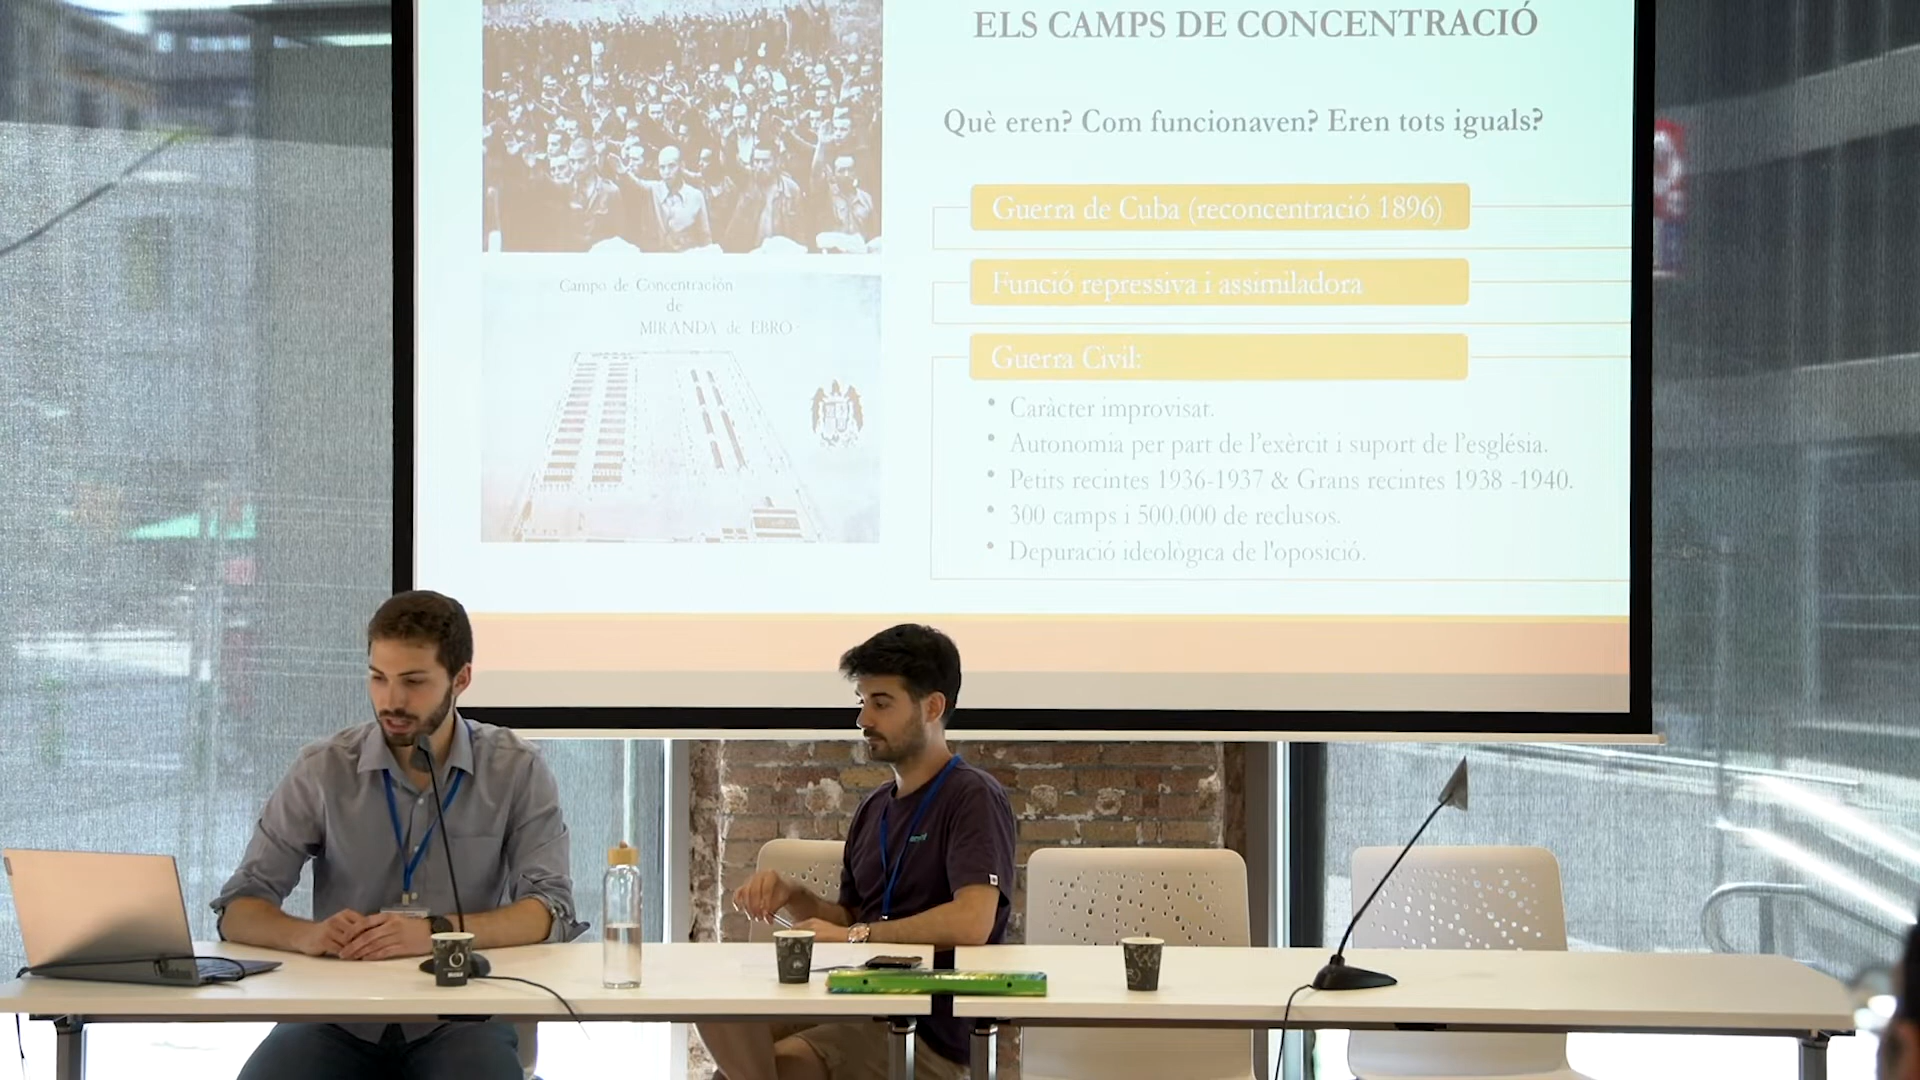 ELS CAMPS DE CONCENTRACIÓ
Què eren? Com funcionaven? Eren tots iguals?
Guerra de Cuba (reconcentració 1896)
Funció repressiva i assimiladora
Guerra Civil:
• Caràcter improvisat.
• Autonomia per part de l'exèrcit i suport de l'església.
• Petits recintes 1936-1937 & Grans recintes 1938 -1940.
• 300 camps i 500.000 de reclusos.
• Depuració ideològica de l'oposició.
Campo de Concentración
de
MIRANDA de EBRO